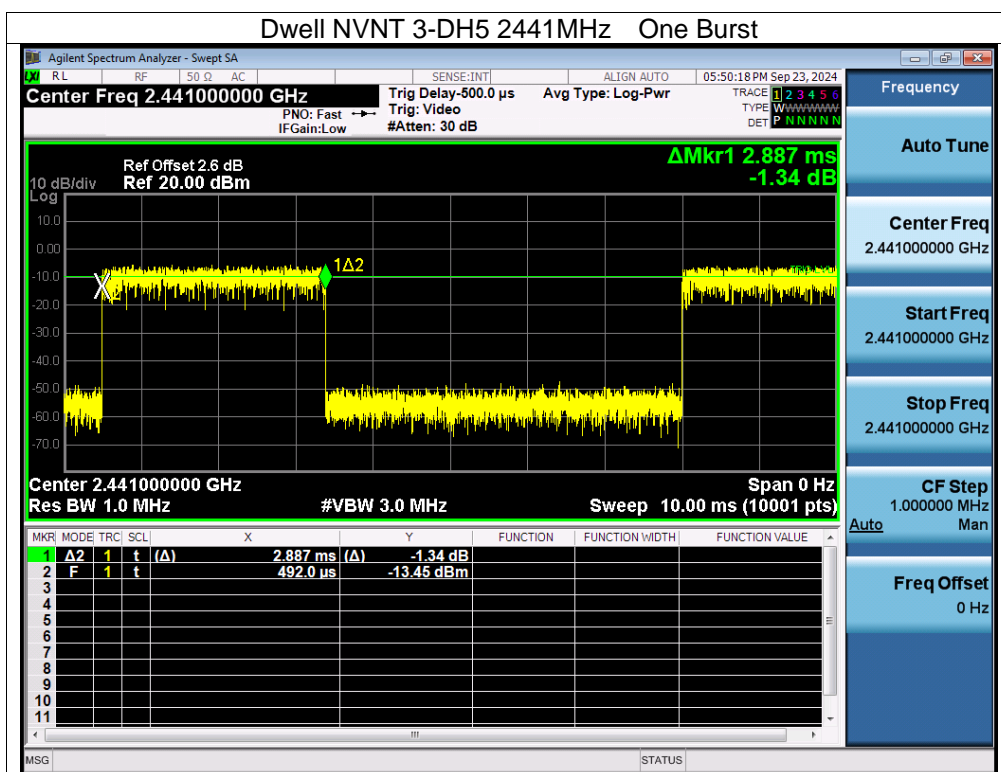 Dwell NVNT 3-DH5 2441MHz One Burst
Agilent Spectrum Analyzer - Swept SA
LXI RL RF 50 Ω AC SENSE:INT ALIGN AUTO 05:50:18 PM Sep 23, 2024
Center Freq 2.441000000 GHz
PNO: Fast
IFGain:Low
Trig Delay-500.0 µs
Trig: Video
#Atten: 30 dB
Avg Type: Log-Pwr
TRACE 1 2 3 4 5 6
TYPE WWWWWW
DET P N N N N N
ΔMkr1 2.887 ms
-1.34 dB
Ref Offset 2.6 dB
10 dB/div Ref 20.00 dBm
Log
10.0
0.00
-10.0
-20.0
-30.0
-40.0
-50.0
-60.0
-70.0
1Δ2
Center 2.441000000 GHz Span 0 Hz
Res BW 1.0 MHz #VBW 3.0 MHz Sweep 10.00 ms (10001 pts)
MKR MODE TRC SCL X Y FUNCTION FUNCTION WIDTH FUNCTION VALUE
1 Δ2 1 t (Δ) 2.887 ms (Δ) -1.34 dB
2 F 1 t 492.0 µs -13.45 dBm
3
4
5
6
7
8
9
10
11
MSG STATUS
Frequency
Auto Tune
Center Freq
2.441000000 GHz
Start Freq
2.441000000 GHz
Stop Freq
2.441000000 GHz
CF Step
1.000000 MHz
Auto Man
Freq Offset
0 Hz